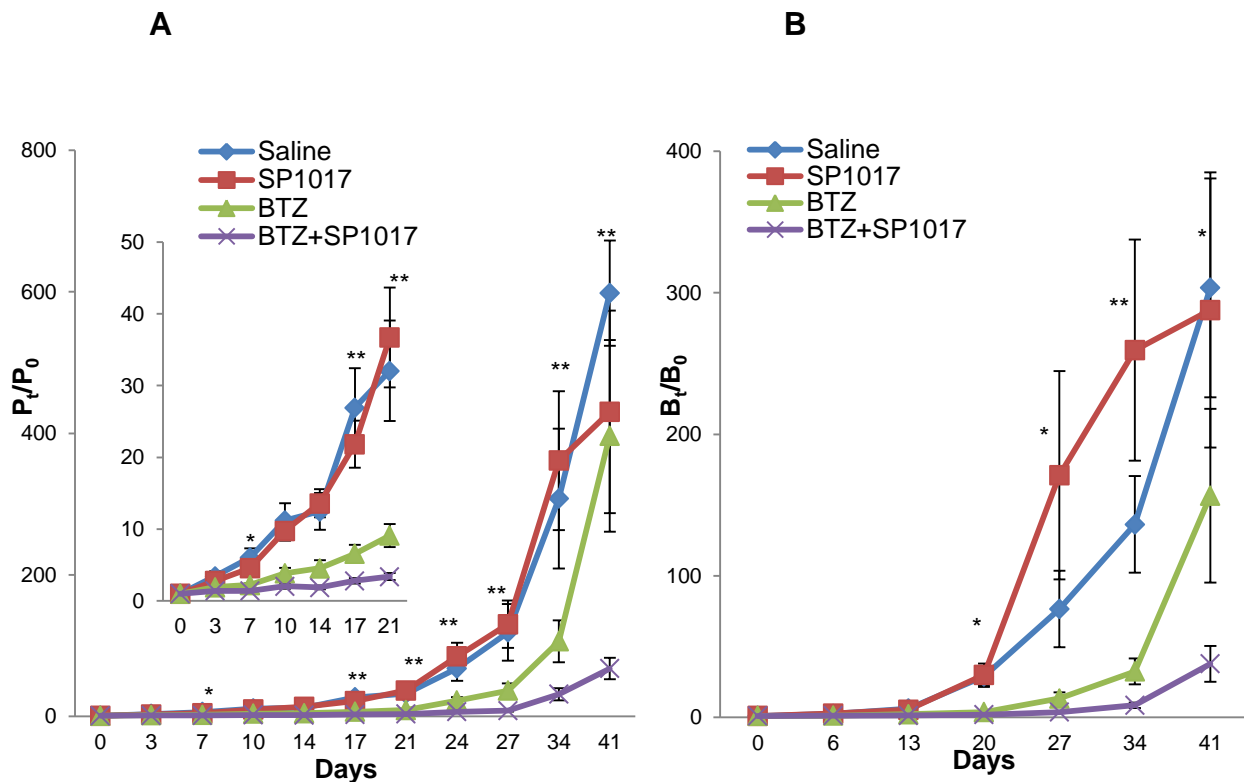 A
B
800
600
400
200
0
Pt/P0
Saline
SP1017
BTZ
BTZ+SP1017
50
40
30
20
10
0
0 3 7 10 14 17 21
* ** **
* ** ** ** ** ** **
0 3 7 10 14 17 21 24 27 34 41
Days
400
300
200
100
0
Bt/B0
Saline
SP1017
BTZ
BTZ+SP1017
* * ** *
0 6 13 20 27 34 41
Days